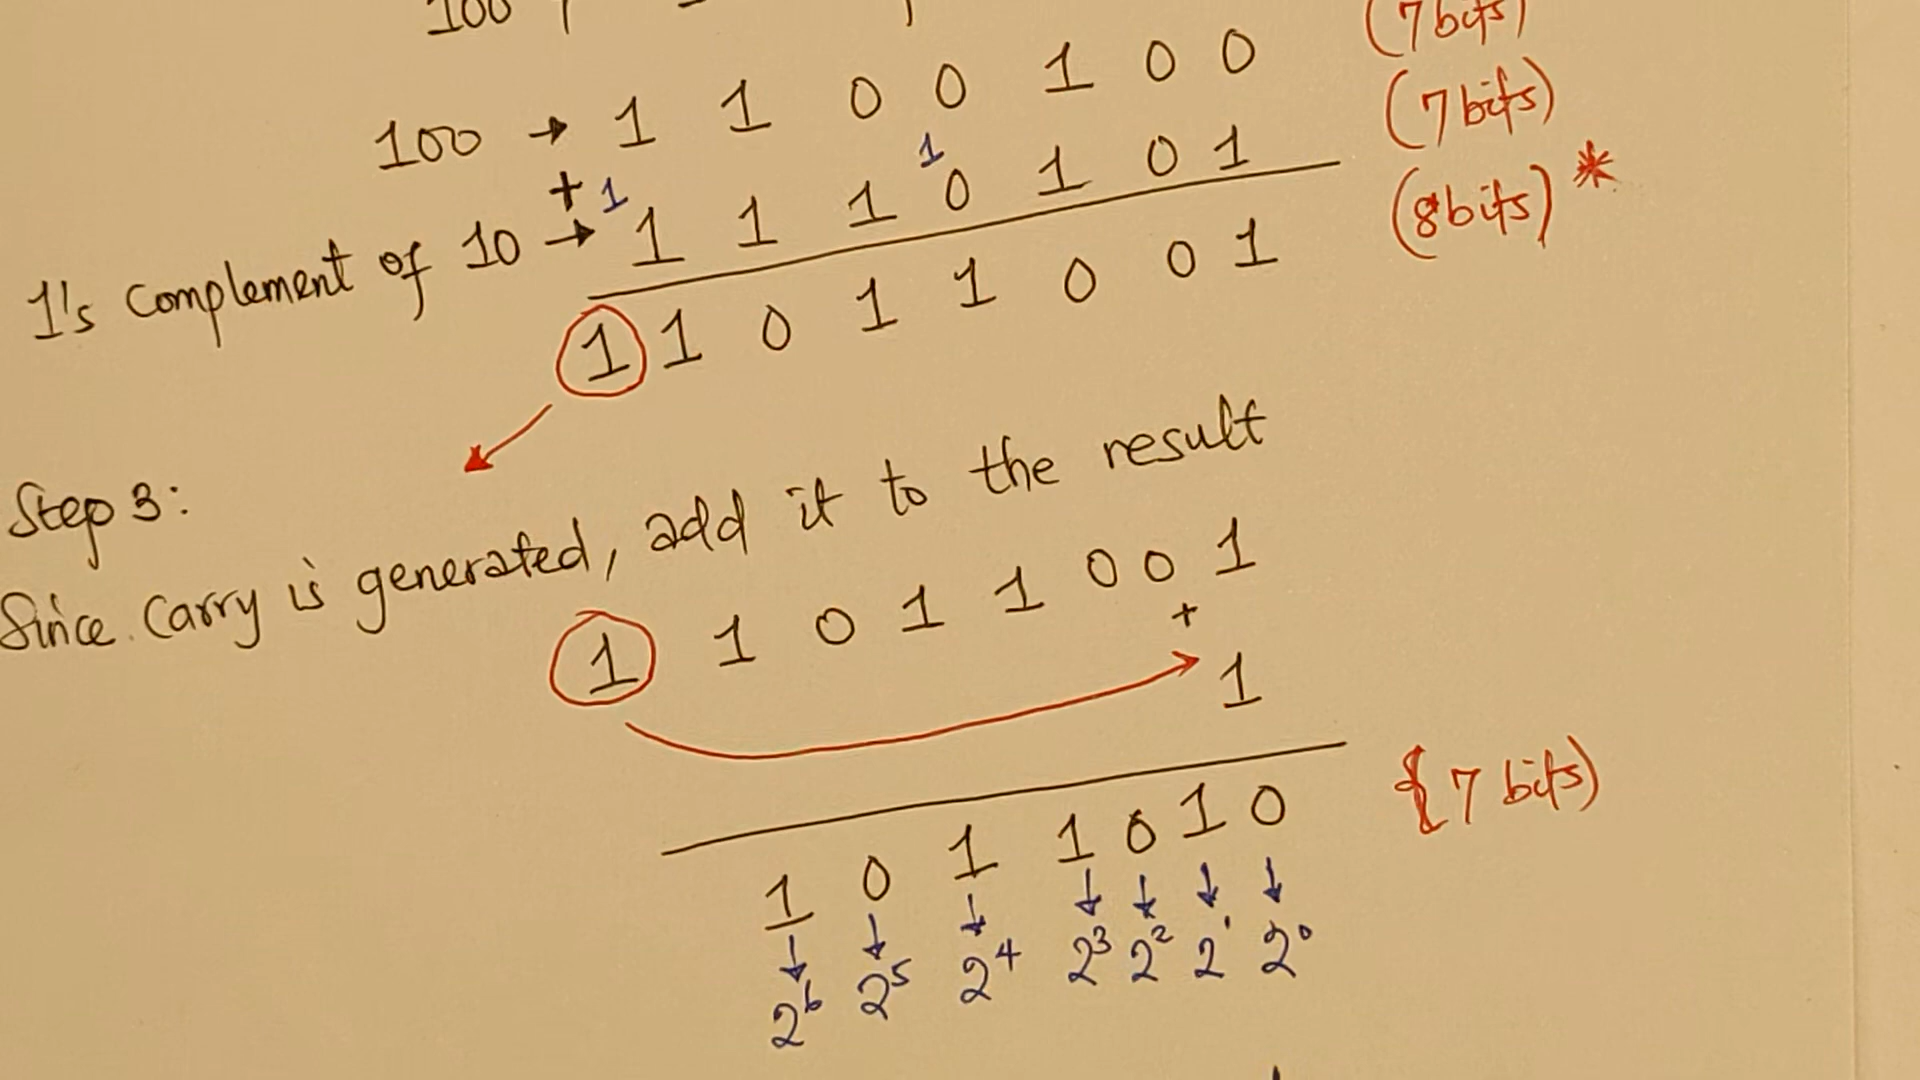 100
(7 bits)
100 → 1 1 0 0 1 0 0 (7 bits)
+ 1 1
1's complement of 10 → 1 1 1 0 1 0 1 (8 bits) *
1 1 0 1 1 0 0 1
Step 3:
Since carry is generated, add it to the result
1 1 0 1 1 0 0 1
+
1
1 0 1 1 0 1 0 (7 bits)
2⁶ 2⁵ 2⁴ 2³ 2² 2¹ 2⁰